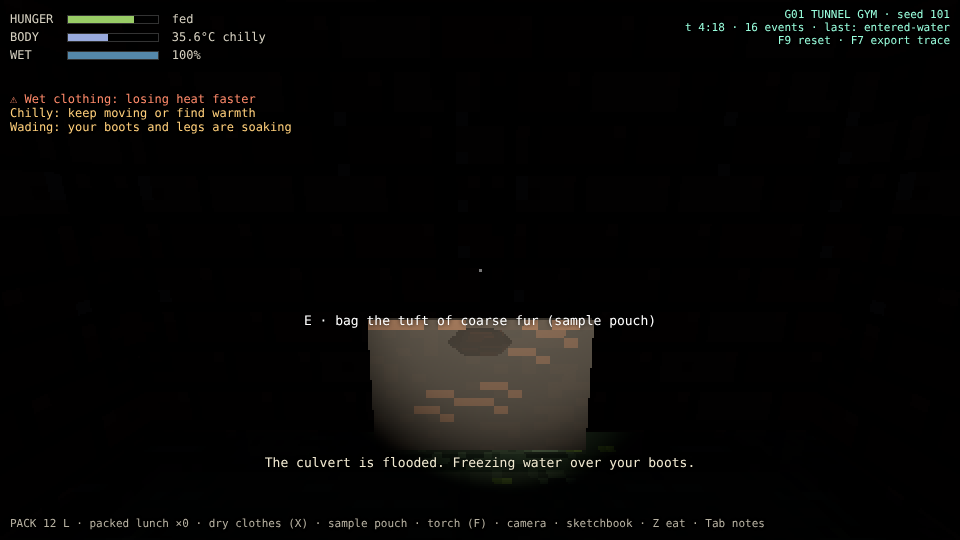 HUNGER fed
BODY 35.6°C chilly
WET 100%
G01 TUNNEL GYM · seed 101
t 4:18 · 16 events · last: entered-water
F9 reset · F7 export trace
⚠ Wet clothing: losing heat faster
Chilly: keep moving or find warmth
Wading: your boots and legs are soaking
E · bag the tuft of coarse fur (sample pouch)
The culvert is flooded. Freezing water over your boots.
PACK 12 L · packed lunch ×0 · dry clothes (X) · sample pouch · torch (F) · camera · sketchbook · Z eat · Tab notes